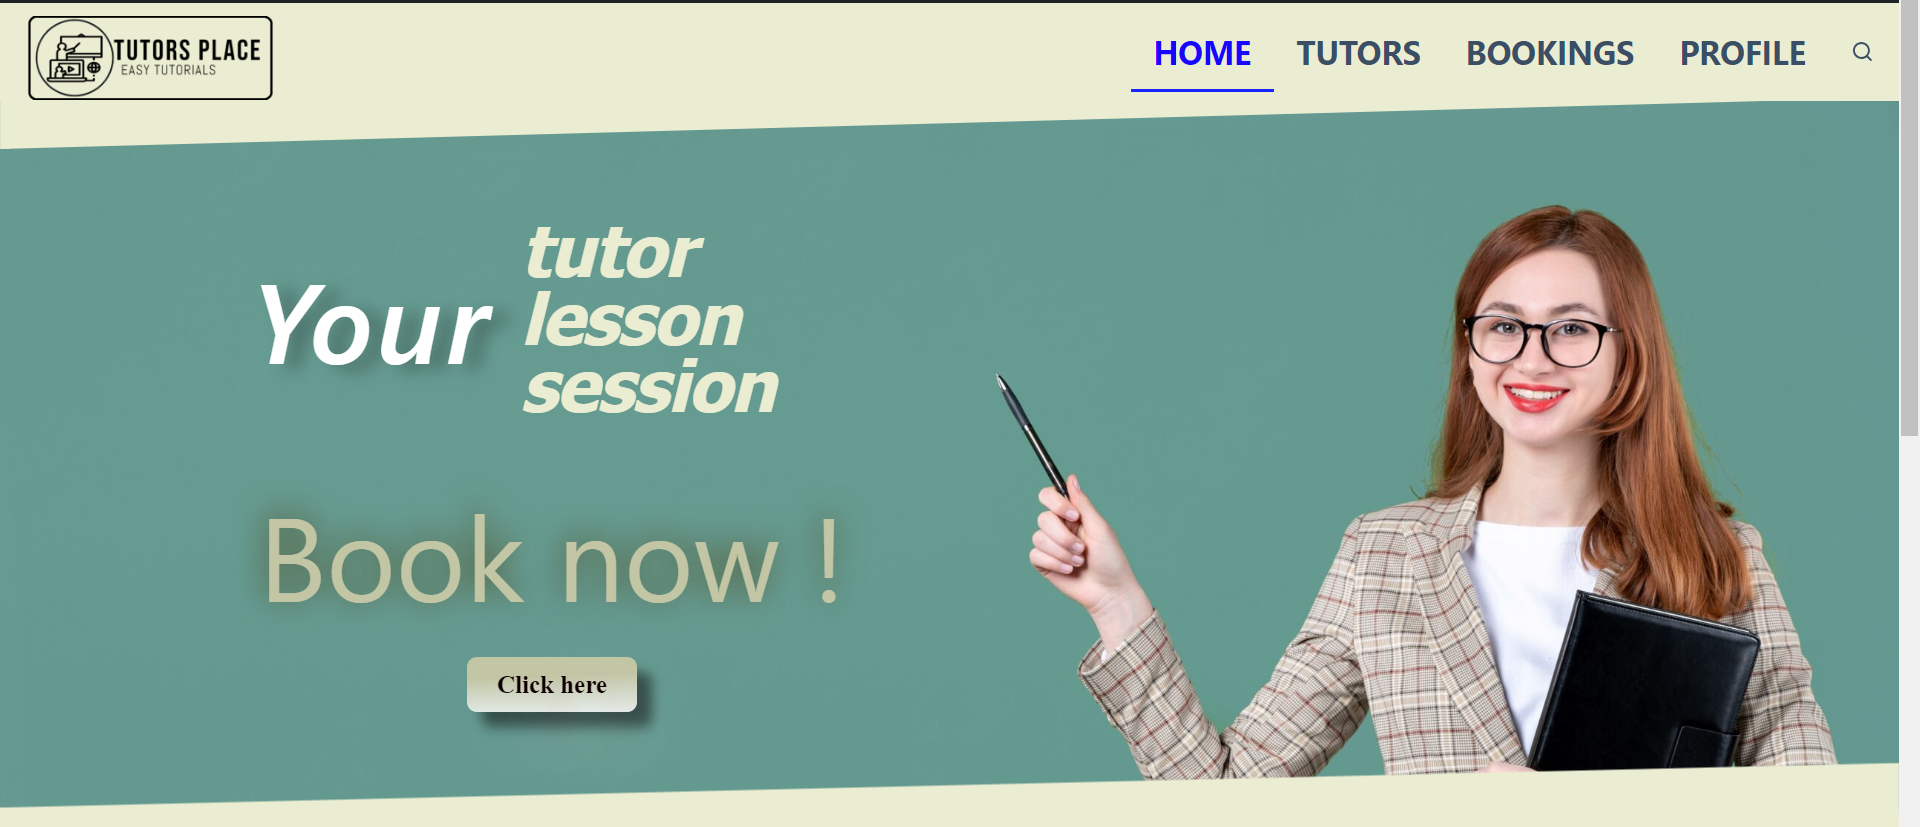 TUTORS PLACE
EASY TUTORIALS
HOME TUTORS BOOKINGS PROFILE
Your
tutor
lesson
session
Book now !
Click here